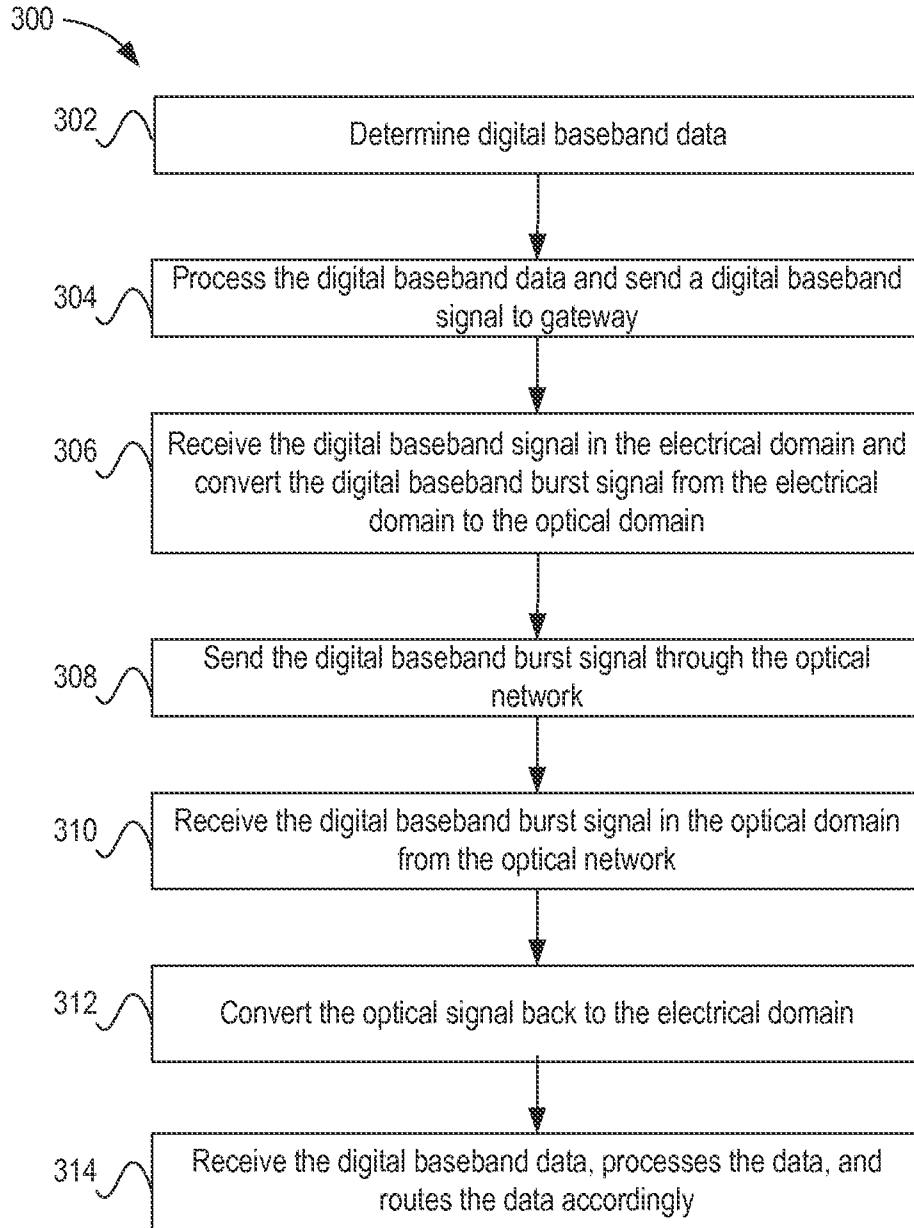 300
302
Determine digital baseband data
304
Process the digital baseband data and send a digital baseband
signal to gateway
306
Receive the digital baseband signal in the electrical domain and
convert the digital baseband burst signal from the electrical
domain to the optical domain
308
Send the digital baseband burst signal through the optical
network
310
Receive the digital baseband burst signal in the optical domain
from the optical network
312
Convert the optical signal back to the electrical domain
314
Receive the digital baseband data, processes the data, and
routes the data accordingly